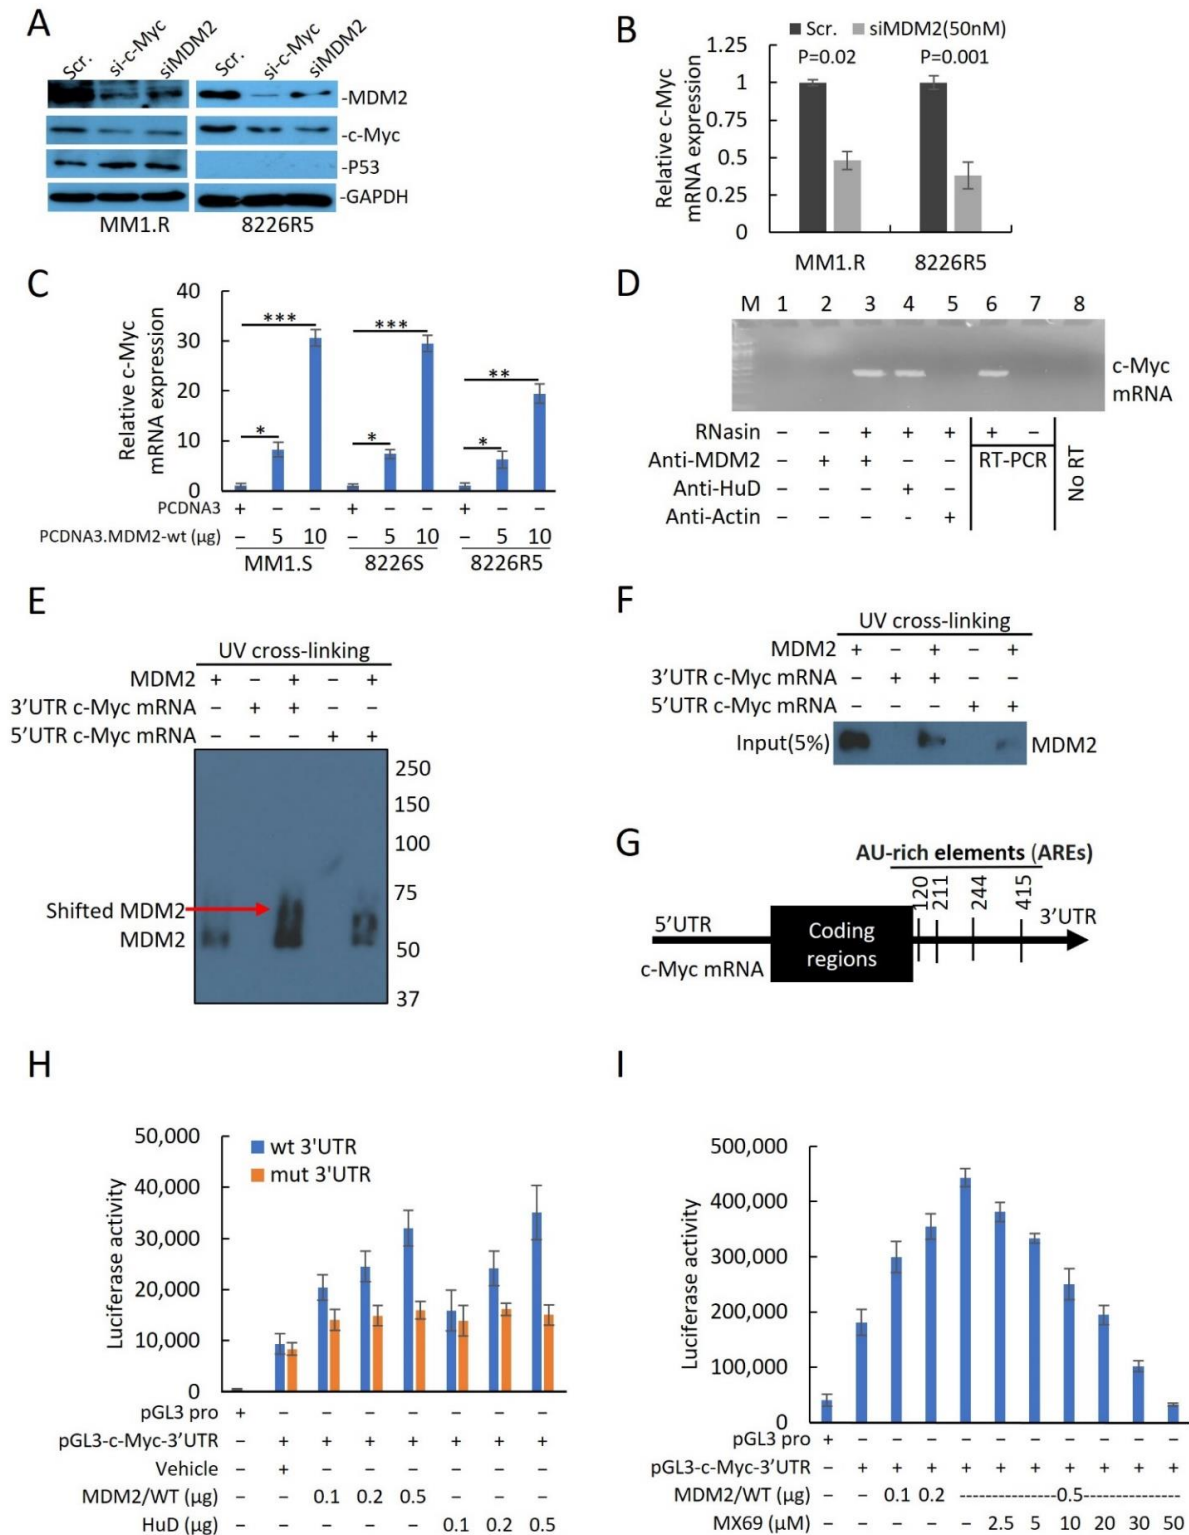 A
Scr. si-c-Myc siMDM2 Scr. si-c-Myc siMDM2
-MDM2
-c-Myc
-P53
-GAPDH
MM1.R 8226R5
B
Scr. siMDM2(50nM)
Relative c-Myc
mRNA expression
1.25
1
0.75
0.5
0.25
0
P=0.02 P=0.001
MM1.R 8226R5
C
Relative c-Myc
mRNA expression
40
30
20
10
0
*** *** **
* * *
PCDNA3 + – – + – – + – –
PCDNA3.MDM2-wt (µg) – 5 10 – 5 10 – 5 10
MM1.S 8226S 8226R5
D
M 1 2 3 4 5 6 7 8
c-Myc
mRNA
RNasin – – + + + + –
Anti-MDM2 – + + – – RT-PCR
Anti-HuD – – – + –
Anti-Actin – – – - +
No RT
E
UV cross-linking
MDM2 + – + – +
3'UTR c-Myc mRNA – + + – –
5'UTR c-Myc mRNA – – – + +
250
150
100
75
Shifted MDM2
MDM2
50
37
F
UV cross-linking
MDM2 + – + – +
3'UTR c-Myc mRNA – + + – –
5'UTR c-Myc mRNA – – – + +
Input(5%) MDM2
G
AU-rich elements (AREs)
120 211 244 415
5'UTR Coding regions 3'UTR
c-Myc mRNA
H
Luciferase activity
50,000
40,000
30,000
20,000
10,000
0
wt 3'UTR
mut 3'UTR
pGL3 pro + – – – – – – –
pGL3-c-Myc-3'UTR – + + + + + + +
Vehicle – + – – – – – –
MDM2/WT (µg) – – 0.1 0.2 0.5 – – –
HuD (µg) – – – – – 0.1 0.2 0.5
I
Luciferase activity
500,000
400,000
300,000
200,000
100,000
0
pGL3 pro + – – – – – – – – – –
pGL3-c-Myc-3'UTR – + + + + + + + + + +
MDM2/WT (µg) – – 0.1 0.2 ---------------0.5---------------
MX69 (µM) – – – – – 2.5 5 10 20 30 50